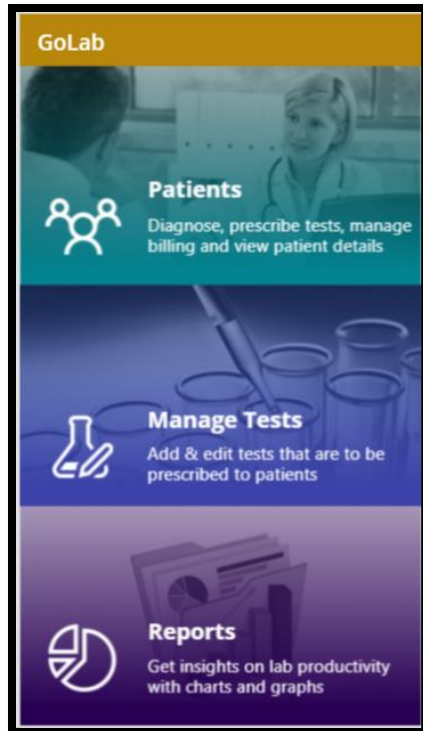 GoLab
Patients
Diagnose, prescribe tests, manage
billing and view patient details
Manage Tests
Add & edit tests that are to be
prescribed to patients
Reports
Get insights on lab productivity
with charts and graphs